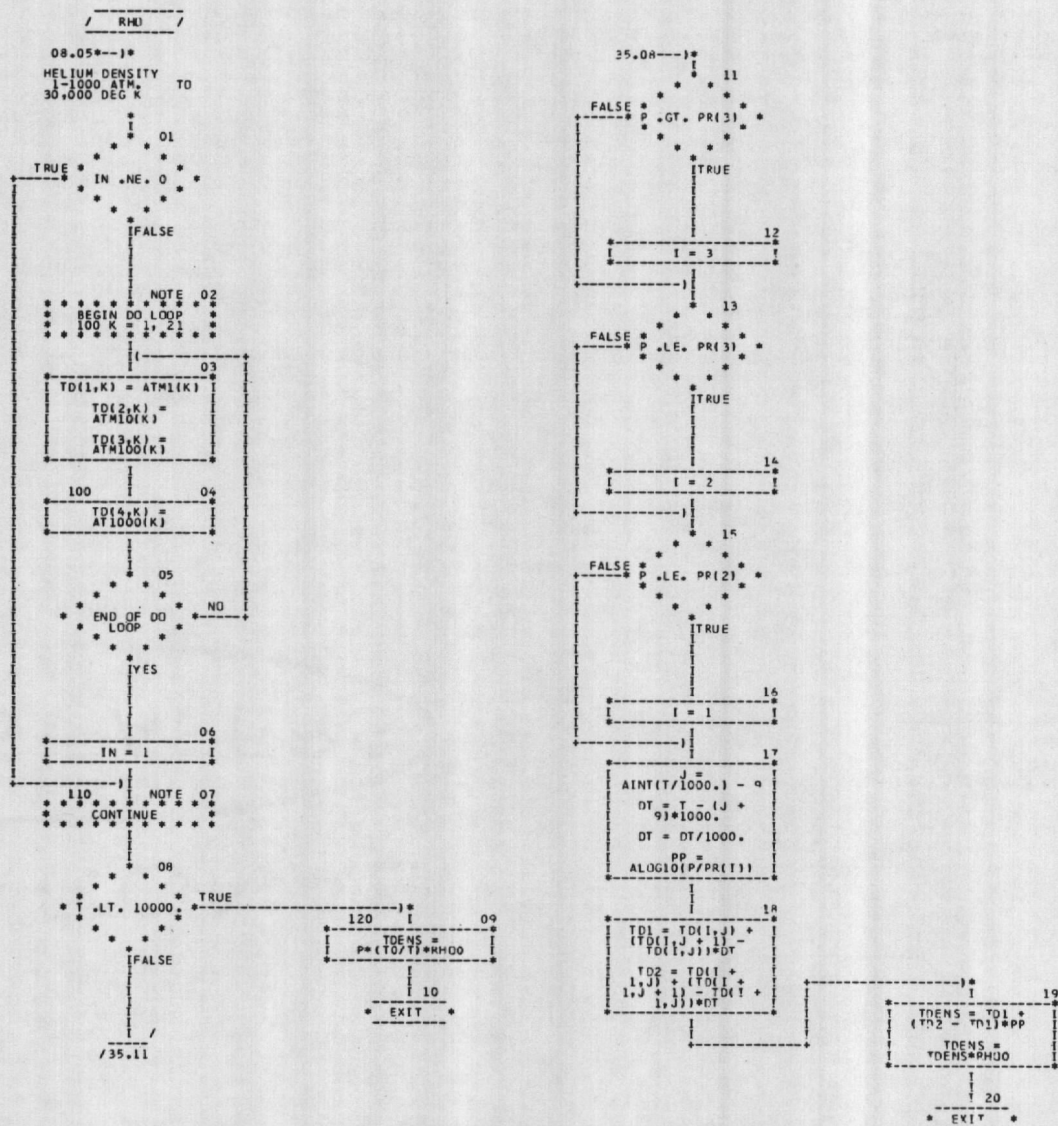 / RHO /
08.05*--)*
HELIUM DENSITY
1-1000 ATM. TO
30,000 DEG K
01
TRUE
IN .NE. 0
FALSE
NOTE 02
BEGIN DO LOOP
100 K = 1, 21
03
TD(1,K) = ATM1(K)
TD(2,K) =
ATM10(K)
TD(3,K) =
ATM100(K)
100 04
TD(4,K) =
AT1000(K)
05
END OF DO
LOOP
NO
YES
06
IN = 1
110 NOTE 07
CONTINUE
08
T .LT. 10000.
TRUE
FALSE
/35.11
120 09
TDENS =
P*(TO/T)*RHOO
10
EXIT
35.08---)*
11
FALSE
P .GT. PR(3)
TRUE
12
I = 3
13
FALSE
P .LE. PR(3)
TRUE
14
I = 2
15
FALSE
P .LE. PR(2)
TRUE
16
I = 1
17
J =
AINT(T/1000.) - 9
DT = T - (J +
9)*1000.
DT = DT/1000.
PP =
ALOG10(P/PR(I))
18
TD1 = TD(I,J) +
(TD(I,J + 1) -
TD(I,J))*DT
TD2 = TD(I +
1,J) + (TD(I +
1,J + 1) - TD(I +
1,J))*DT
19
TDENS = TD1 +
(TD2 - TD1)*PP
TDENS =
TDENS*RHOO
20
EXIT